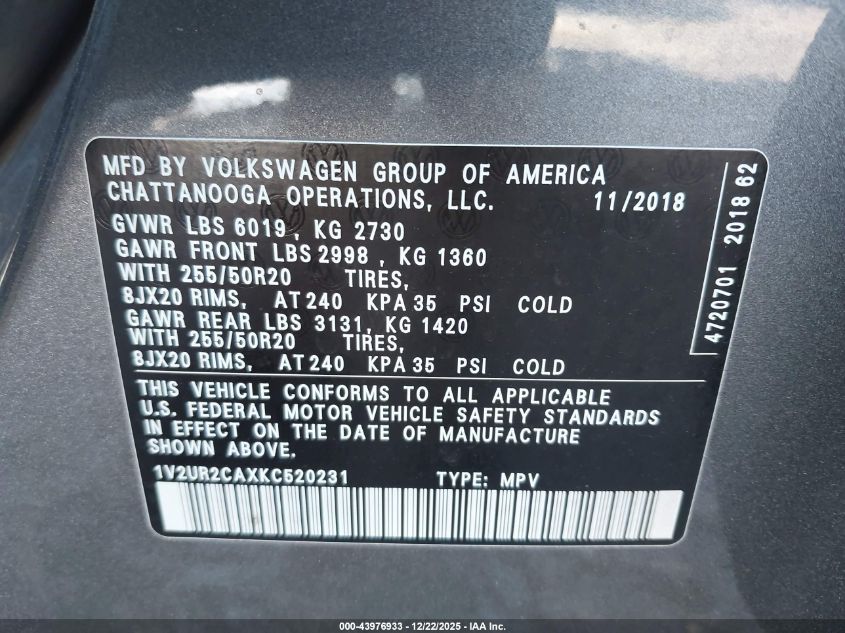 MFD BY VOLKSWAGEN GROUP OF AMERICA
CHATTANOOGA OPERATIONS, LLC. 11/2018
GVWR LBS 6019 , KG 2730
GAWR FRONT LBS 2998 , KG 1360
WITH 255/50R20 TIRES,
8JX20 RIMS, AT 240 KPA 35 PSI COLD
GAWR REAR LBS 3131, KG 1420
WITH 255/50R20 TIRES,
8JX20 RIMS, AT 240 KPA 35 PSI COLD
4720701 2018 62
THIS VEHICLE CONFORMS TO ALL APPLICABLE
U.S. FEDERAL MOTOR VEHICLE SAFETY STANDARDS
IN EFFECT ON THE DATE OF MANUFACTURE
SHOWN ABOVE.
1V2UR2CAXKC520231 TYPE: MPV
000-43976933 - 12/22/2025 - IAA Inc.